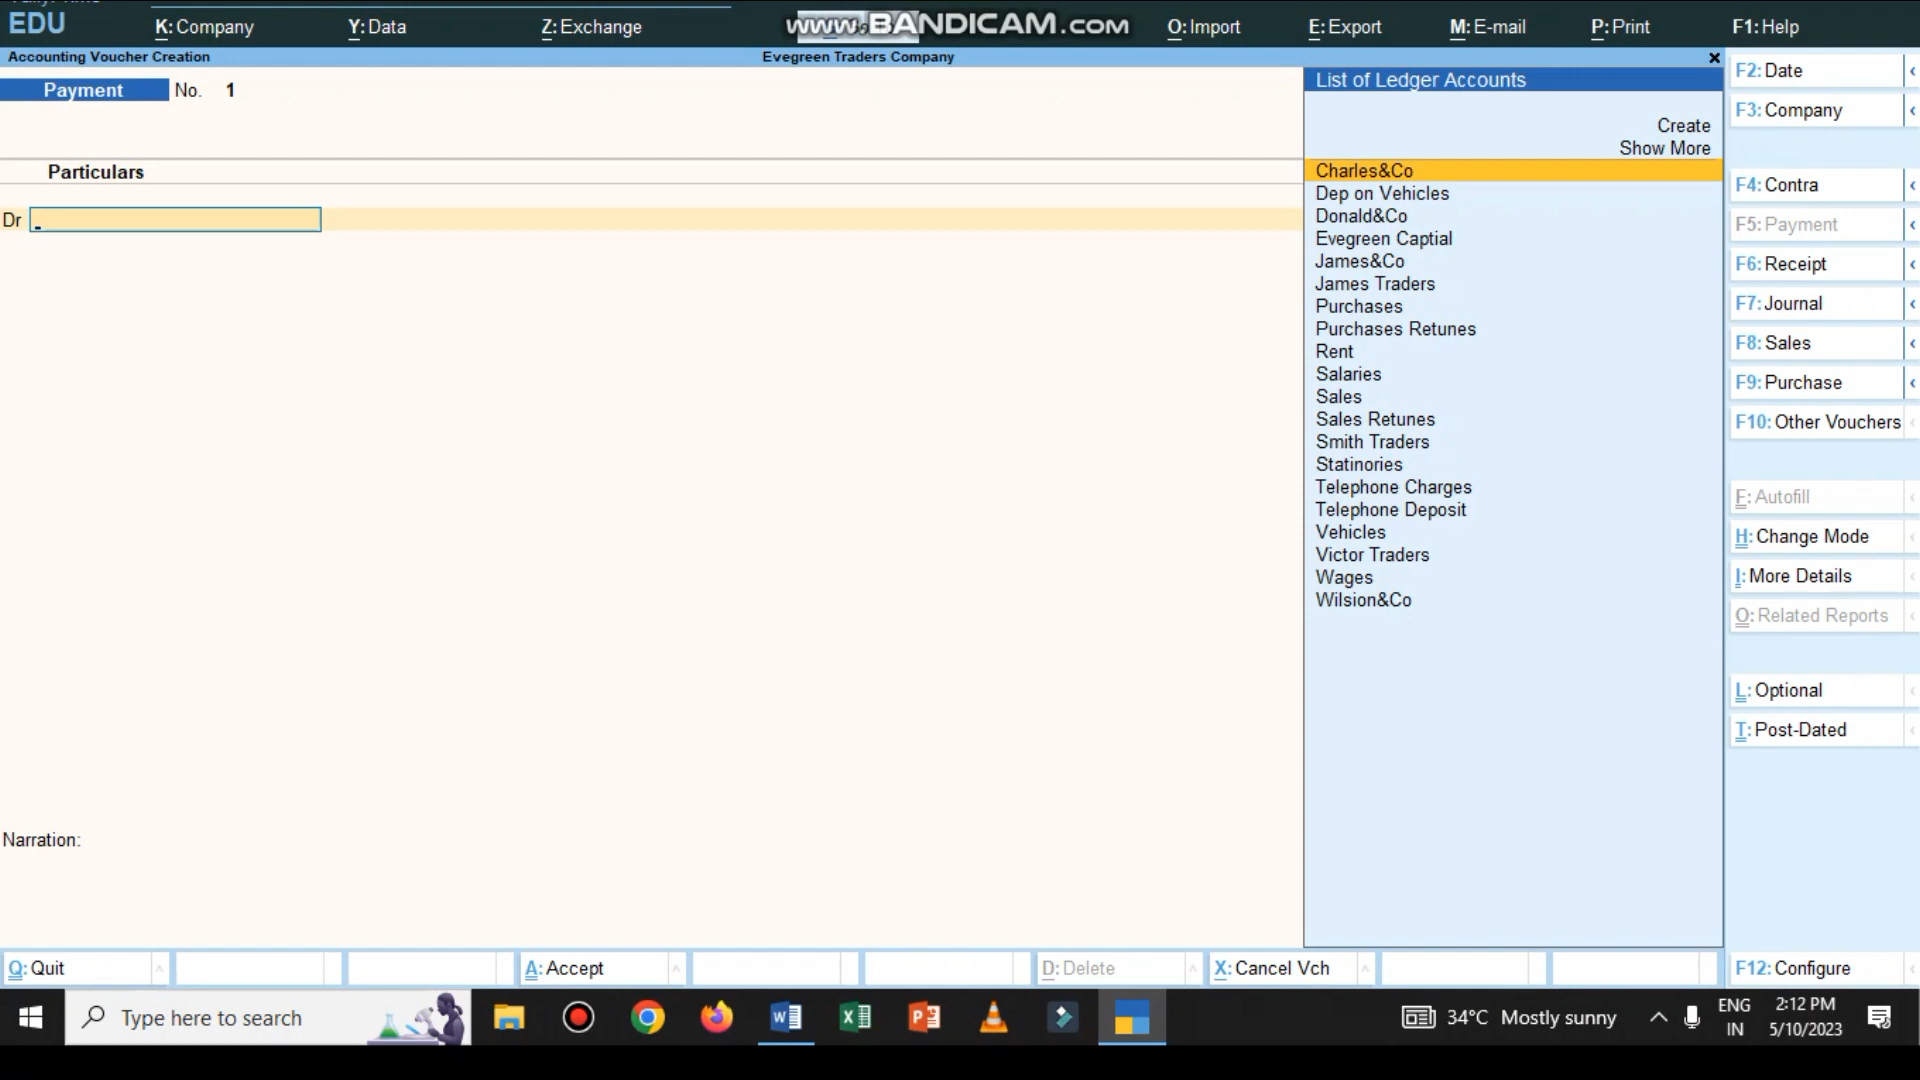 EDU
K: Company
Y: Data
Z: Exchange
www.BANDICAM.com
O: Import
E: Export
M: E-mail
P: Print
F1: Help
Accounting Voucher Creation
Evegreen Traders Company
Payment No. 1
Particulars
Dr
Narration:
List of Ledger Accounts
Create
Show More
Charles&Co
Dep on Vehicles
Donald&Co
Evegreen Captial
James&Co
James Traders
Purchases
Purchases Retunes
Rent
Salaries
Sales
Sales Retunes
Smith Traders
Statinories
Telephone Charges
Telephone Deposit
Vehicles
Victor Traders
Wages
Wilsion&Co
F2: Date
F3: Company
F4: Contra
F5: Payment
F6: Receipt
F7: Journal
F8: Sales
F9: Purchase
F10: Other Vouchers
F: Autofill
H: Change Mode
I: More Details
O: Related Reports
L: Optional
T: Post-Dated
Q: Quit
A: Accept
D: Delete
X: Cancel Vch
F12: Configure
Type here to search
34°C Mostly sunny
ENG
IN
2:12 PM
5/10/2023